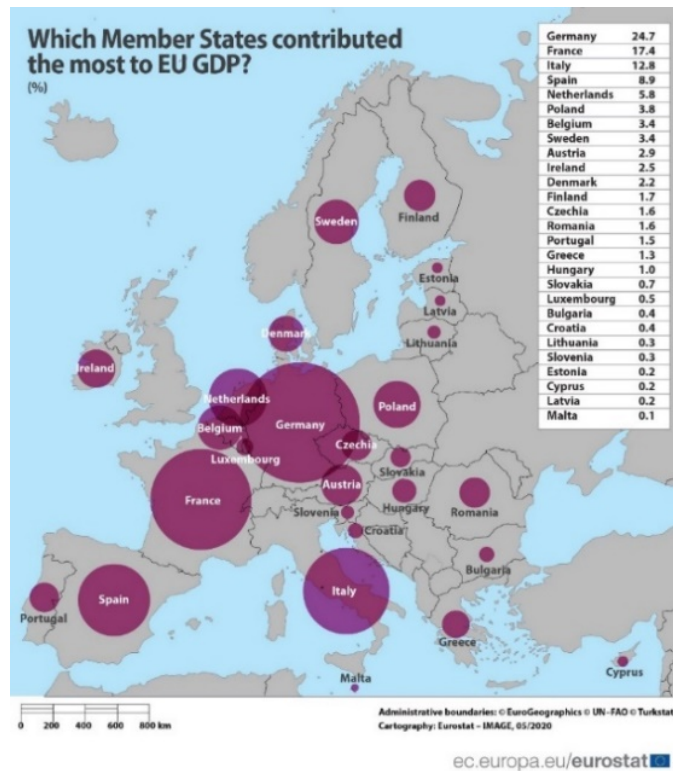 Which Member States contributed
the most to EU GDP?
(%)
Germany 24.7
France 17.4
Italy 12.8
Spain 8.9
Netherlands 5.8
Poland 3.8
Belgium 3.4
Sweden 3.4
Austria 2.9
Ireland 2.5
Denmark 2.2
Finland 1.7
Czechia 1.6
Romania 1.6
Portugal 1.5
Greece 1.3
Hungary 1.0
Slovakia 0.7
Luxembourg 0.5
Bulgaria 0.4
Croatia 0.4
Lithuania 0.3
Slovenia 0.3
Estonia 0.2
Cyprus 0.2
Latvia 0.2
Malta 0.1
Finland
Sweden
Estonia
Latvia
Denmark
Lithuania
Ireland
Netherlands
Poland
Germany
Belgium
Czechia
Luxembourg
Slovakia
Austria
France
Hungary
Romania
Slovenia
Croatia
Bulgaria
Italy
Spain
Portugal
Greece
Cyprus
Malta
0 200 400 600 800 km
Administrative boundaries: © EuroGeographics © UN–FAO © Turkstat
Cartography: Eurostat – IMAGE, 05/2020
ec.europa.eu/eurostat